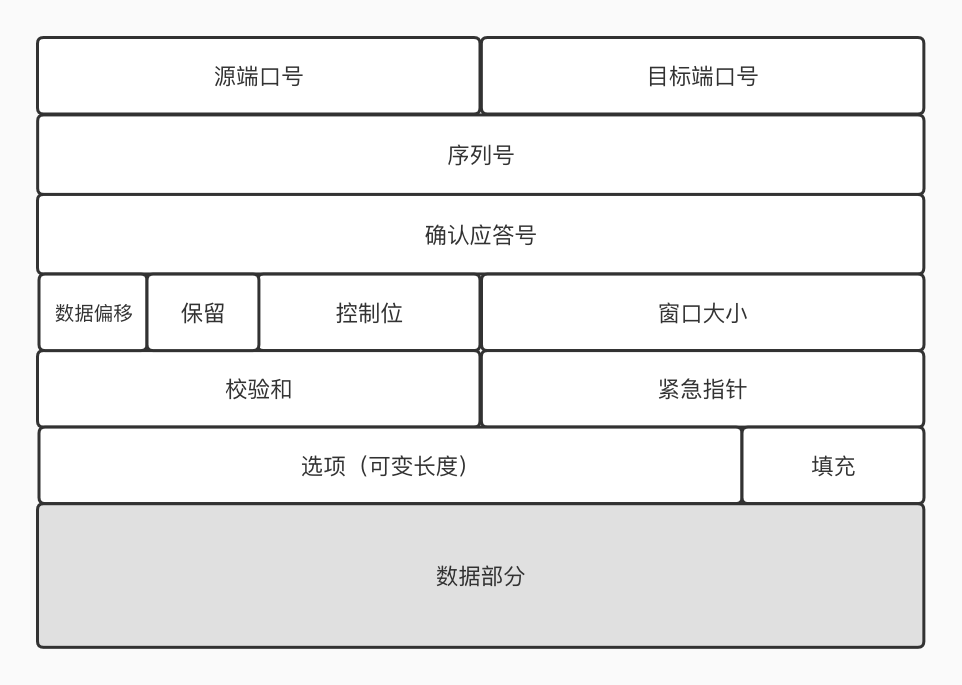 源端口号
目标端口号
序列号
确认应答号
数据偏移
保留
控制位
窗口大小
校验和
紧急指针
选项（可变长度）
填充
数据部分